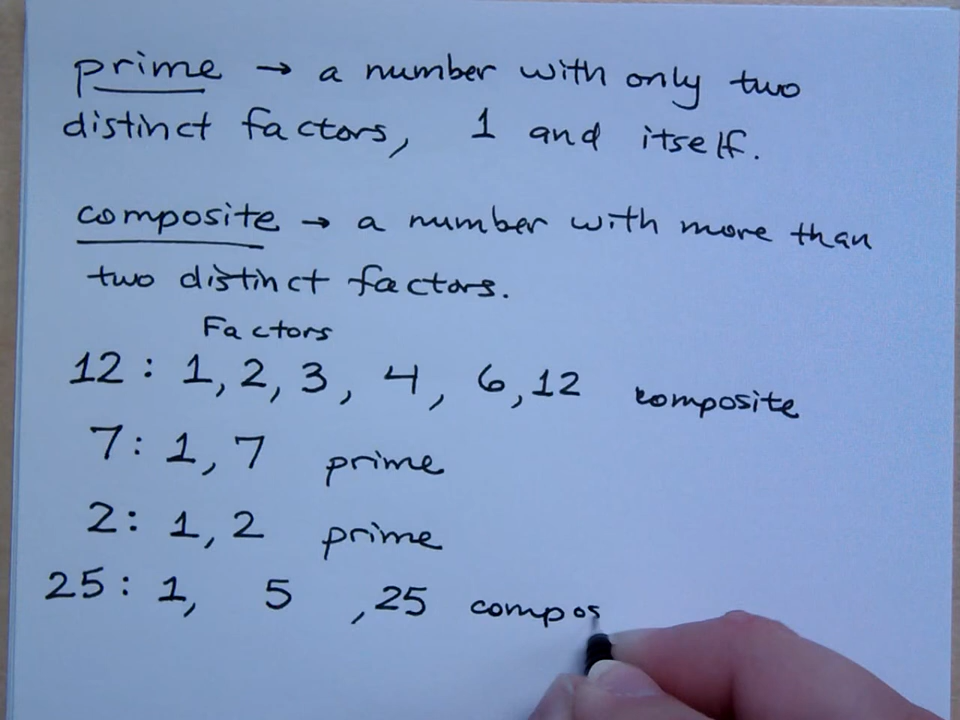 prime → a number with only two
distinct factors, 1 and itself.
composite → a number with more than
two distinct factors.
Factors
12: 1, 2, 3, 4, 6, 12 composite
7: 1, 7 prime
2: 1, 2 prime
25: 1, 5 , 25 compos